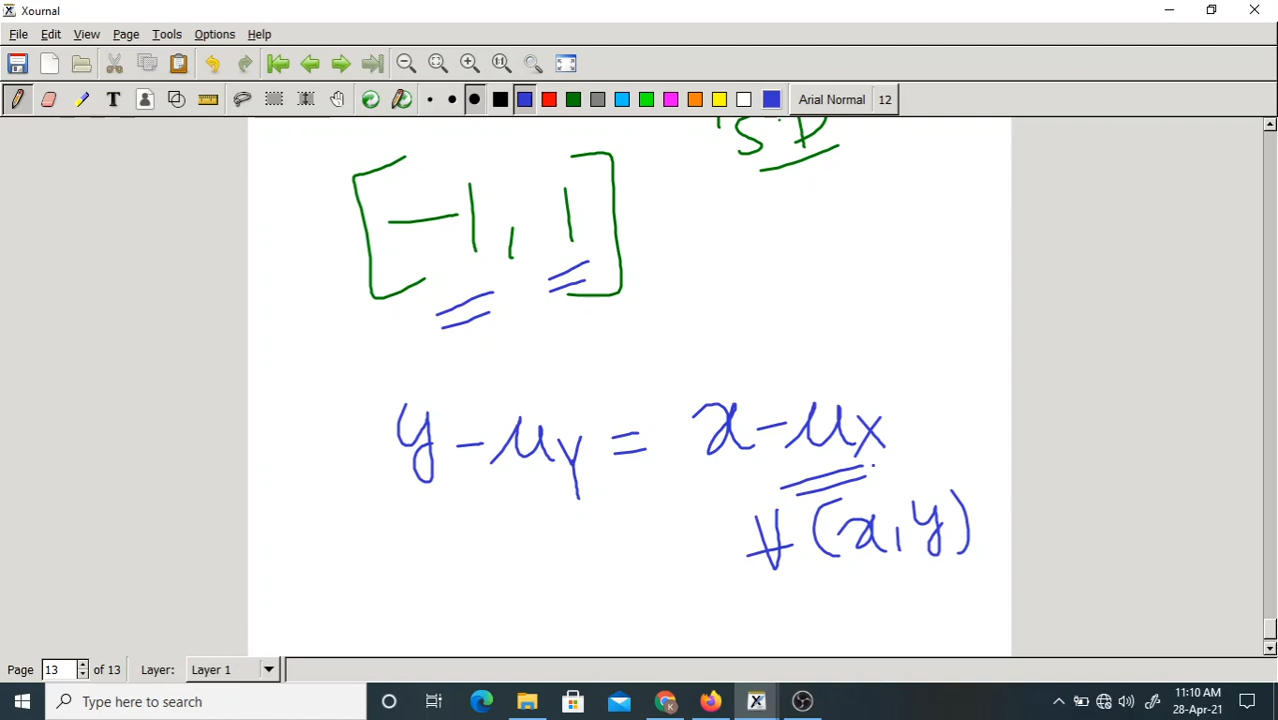 Xournal
File Edit View Page Tools Options Help
Arial Normal 12
S.D
[-1, 1]
y - μy = x - μx
∀ (x, y)
Page 13 of 13 Layer: Layer 1
Type here to search
11:10 AM
28-Apr-21